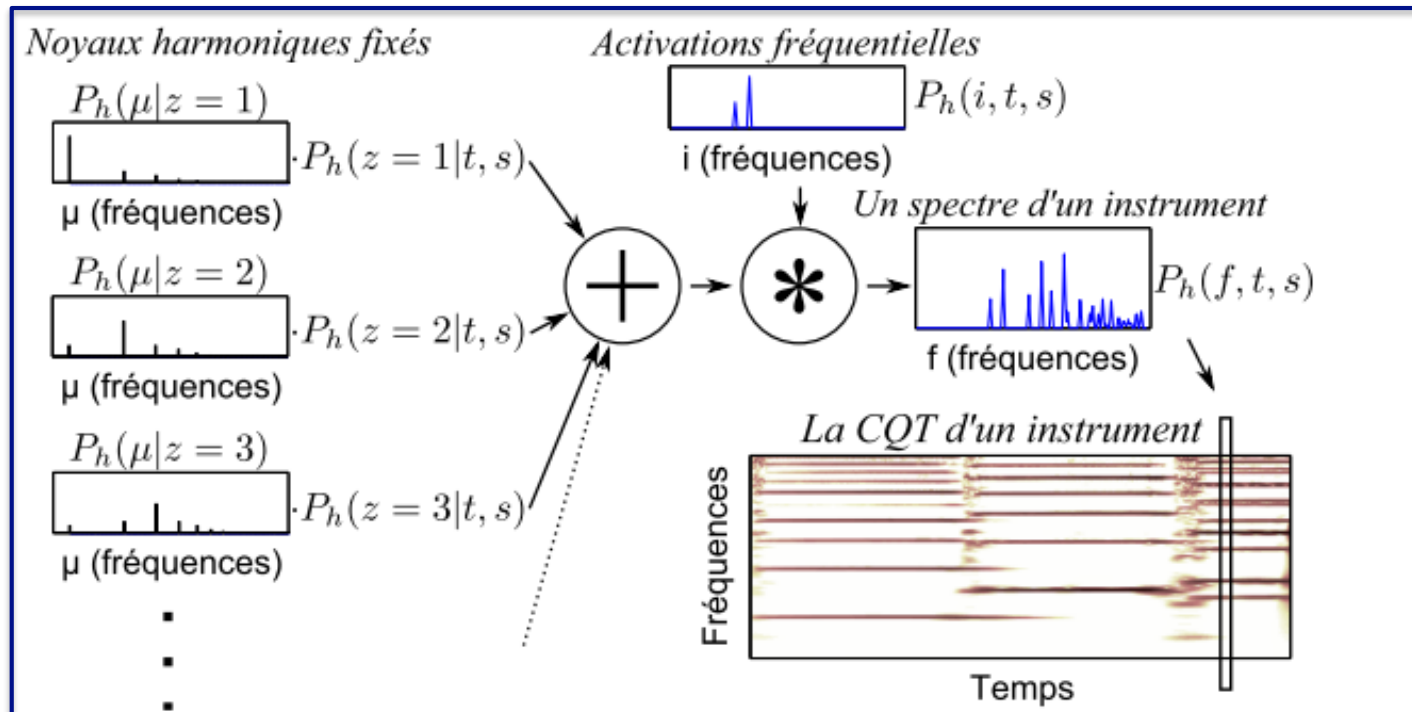 Noyaux harmoniques fixés
P_h(μ|z = 1)
·P_h(z = 1|t, s)
μ (fréquences)
P_h(μ|z = 2)
·P_h(z = 2|t, s)
μ (fréquences)
P_h(μ|z = 3)
·P_h(z = 3|t, s)
μ (fréquences)
Activations fréquentielles
P_h(i, t, s)
i (fréquences)
+
*
Un spectre d'un instrument
P_h(f, t, s)
f (fréquences)
La CQT d'un instrument
Fréquences
Temps